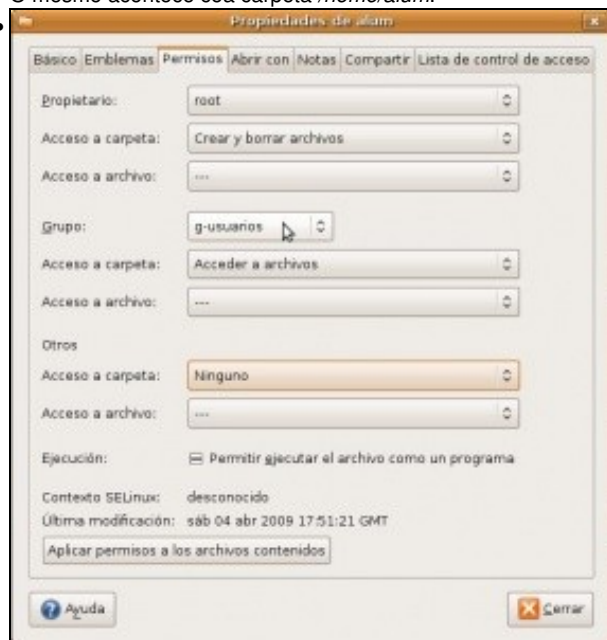 O mesmo acontece coa carpeta /home/alum.
Propiedades de alum
Básico Emblemas Permisos Abrir con Notas Compartir Lista de control de acceso
Propietario: root
Acceso a carpeta: Crear y borrar archivos
Acceso a archivo: ---
Grupo: g-usuarios
Acceso a carpeta: Acceder a archivos
Acceso a archivo: ---
Otros
Acceso a carpeta: Ninguno
Acceso a archivo: ---
Ejecución: Permitir ejecutar el archivo como un programa
Contexto SELinux: desconocido
Última modificación: sáb 04 abr 2009 17:51:21 GMT
Aplicar permisos a los archivos contenidos
Ayuda Cerrar